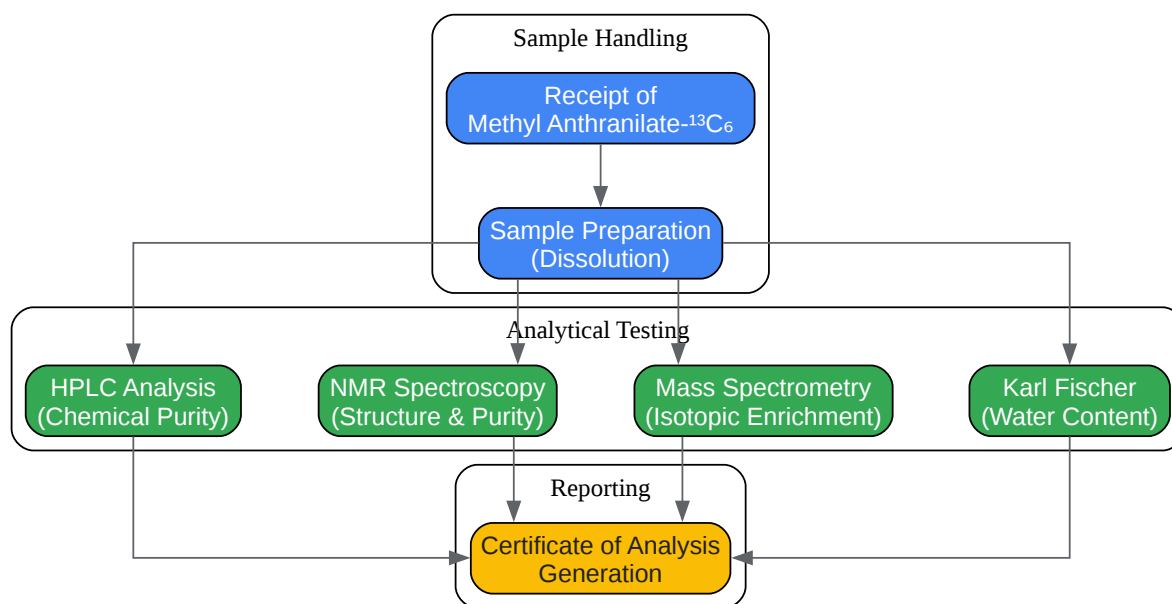 Sample Handling
Receipt of
Methyl Anthranilate-¹³C₆
Sample Preparation
(Dissolution)
Analytical Testing
HPLC Analysis
(Chemical Purity)
NMR Spectroscopy
(Structure & Purity)
Mass Spectrometry
(Isotopic Enrichment)
Karl Fischer
(Water Content)
Reporting
Certificate of Analysis
Generation